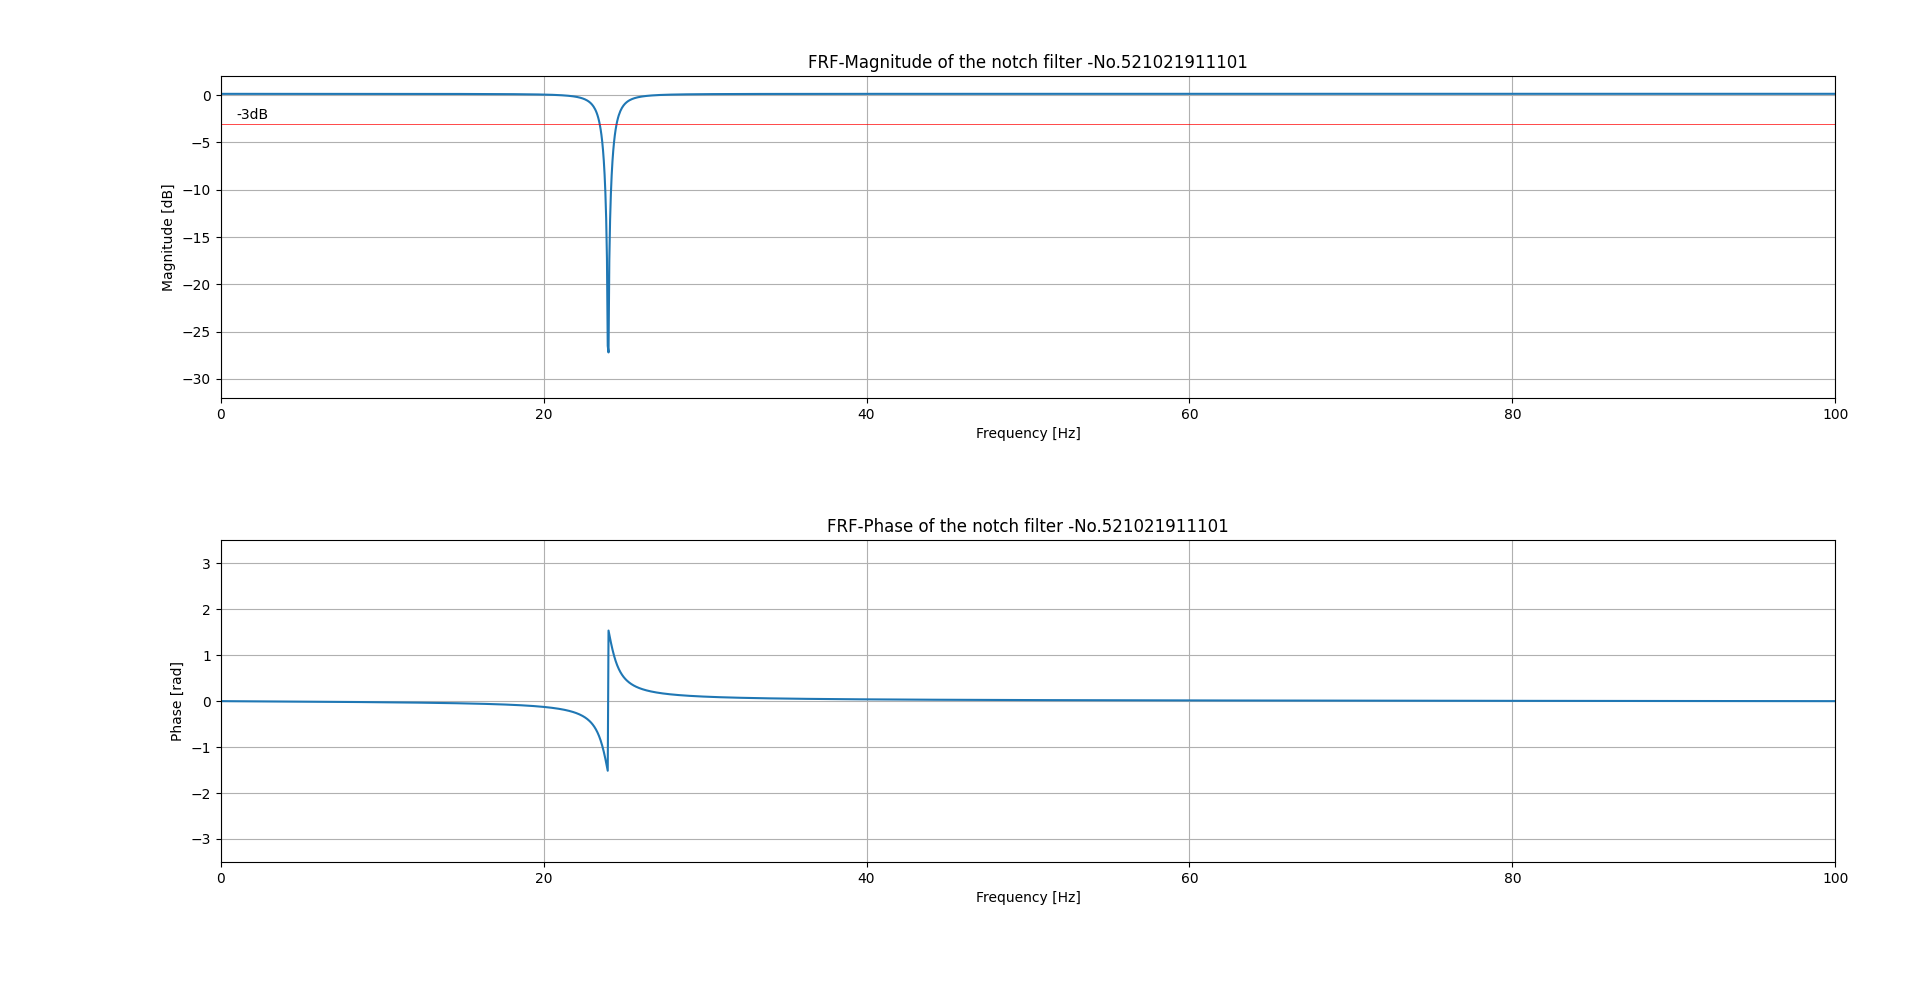 FRF-Magnitude of the notch filter -No.521021911101
0
-3dB
−5
−10
−15
−20
−25
−30
Magnitude [dB]
0 20 40 60 80 100
Frequency [Hz]
FRF-Phase of the notch filter -No.521021911101
3
2
1
0
−1
−2
−3
Phase [rad]
0 20 40 60 80 100
Frequency [Hz]